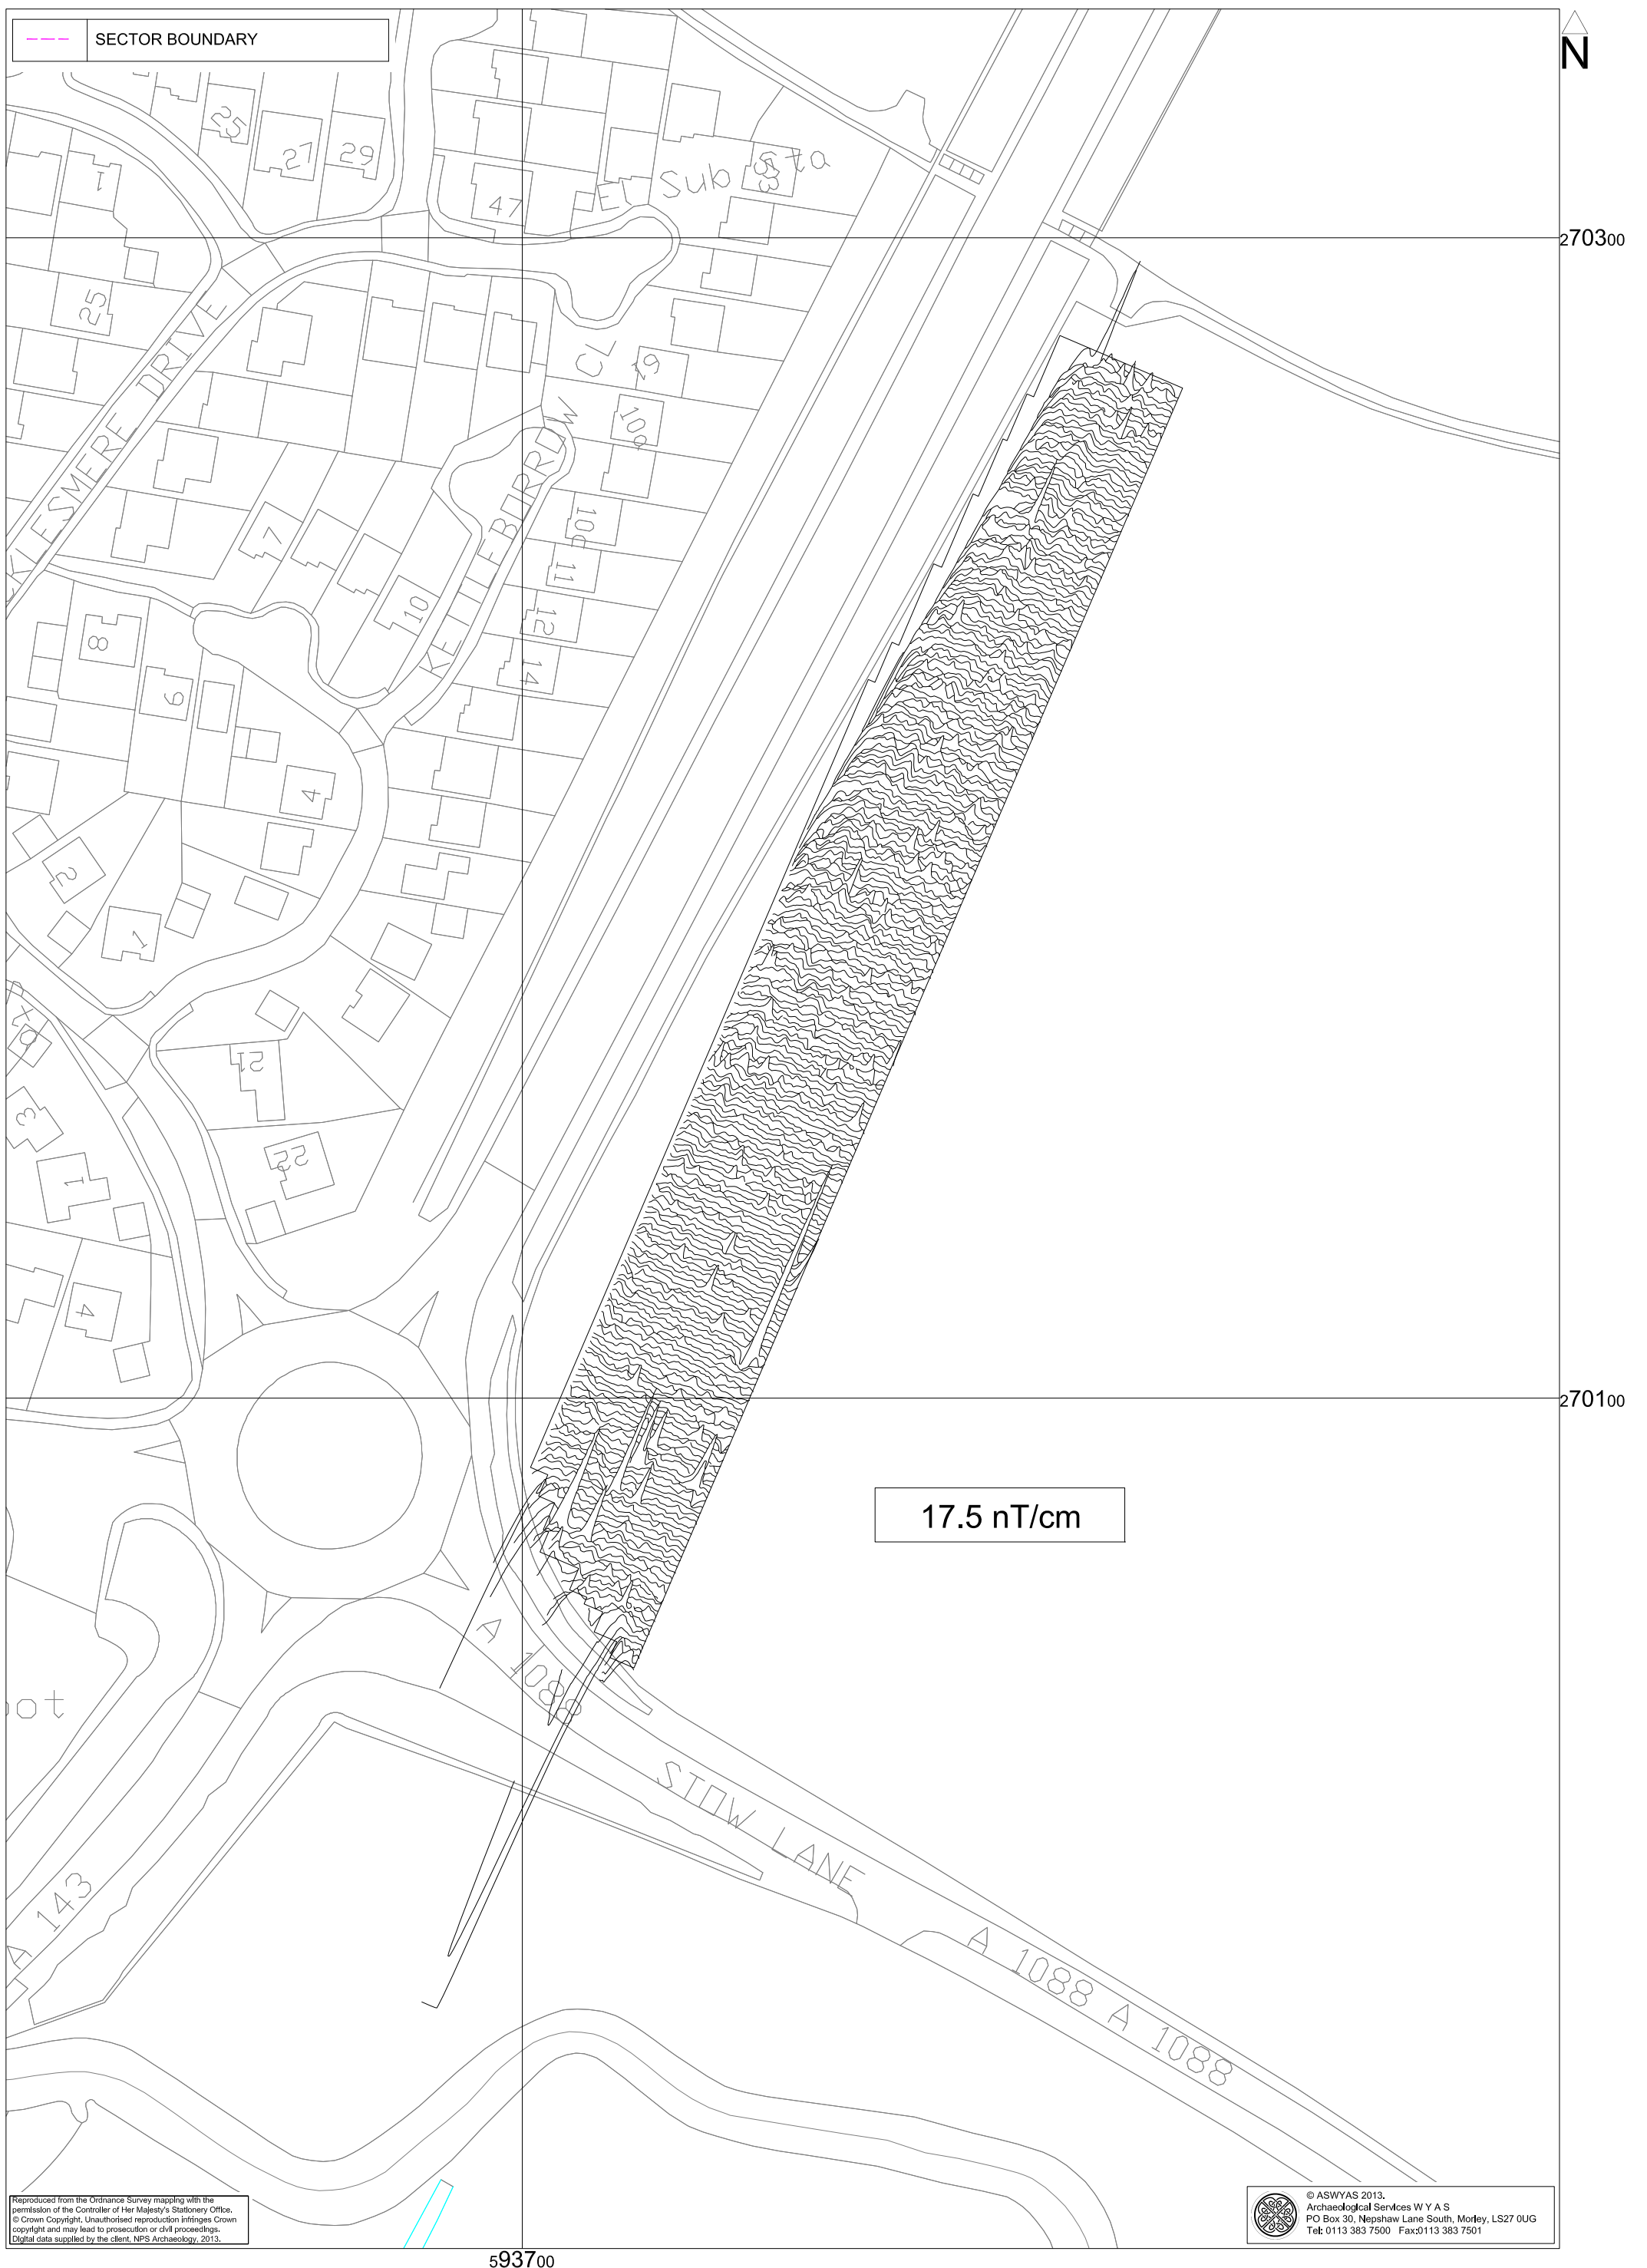 SECTOR BOUNDARY
N
25
27
29
1
El Sub Sta
53
47
270300
25
IXLESMERE DRIVE
CL
19
10a
KETTLEBURROW
10c
7
11
10
12
8
14
6
4
2
1
21
3
22
1
4
270100
17.5 nT/cm
A 1088
STOW LANE
A 143
A 1088 A 1088
Reproduced from the Ordnance Survey mapping with the
permission of the Controller of Her Majesty's Stationery Office.
© Crown Copyright. Unauthorised reproduction infringes Crown
copyright and may lead to prosecution or civil proceedings.
Digital data supplied by the client, NPS Archaeology, 2013.
© ASWYAS 2013.
Archaeological Services W Y A S
PO Box 30, Nepshaw Lane South, Morley, LS27 0UG
Tel: 0113 383 7500 Fax:0113 383 7501
593700